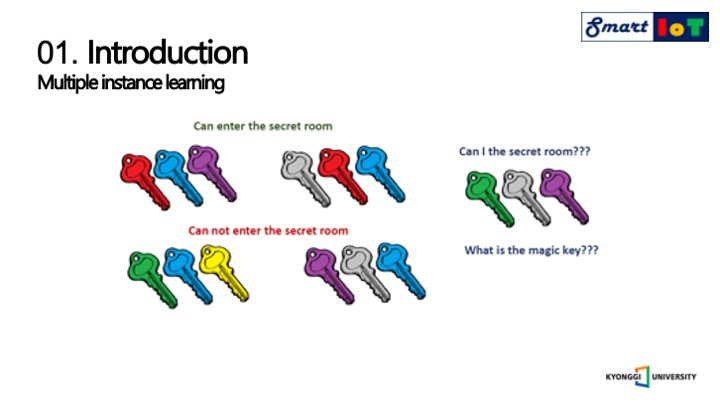 Smart IoT
01. Introduction
Multiple instance learning
Can enter the secret room
Can I the secret room???
Can not enter the secret room
What is the magic key???
KYONGGI UNIVERSITY